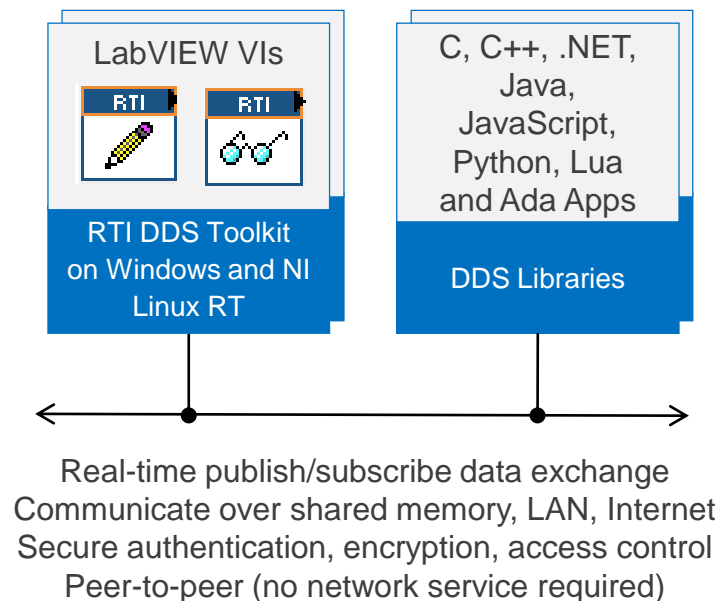 LabVIEW VIs
RTI
RTI
RTI DDS Toolkit
on Windows and NI
Linux RT
C, C++, .NET,
Java,
JavaScript,
Python, Lua
and Ada Apps
DDS Libraries
Real-time publish/subscribe data exchange
Communicate over shared memory, LAN, Internet
Secure authentication, encryption, access control
Peer-to-peer (no network service required)